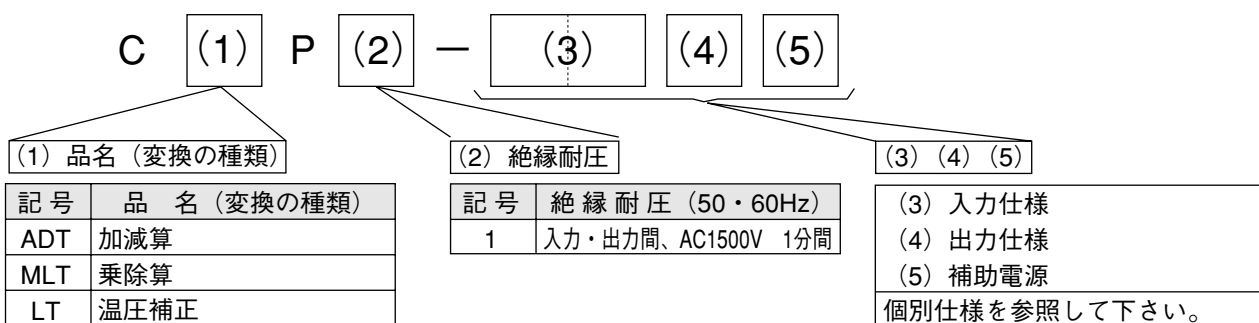 C (1) P (2) － (3) (4) (5)
(1) 品名（変換の種類）
記 号 品 名（変換の種類）
ADT 加減算
MLT 乗除算
LT 温圧補正
(2) 絶縁耐圧
記 号 絶 縁 耐 圧（50・60Hz）
1 入力・出力間、AC1500V 1分間
(3) (4) (5)
(3) 入力仕様
(4) 出力仕様
(5) 補助電源
個別仕様を参照して下さい。